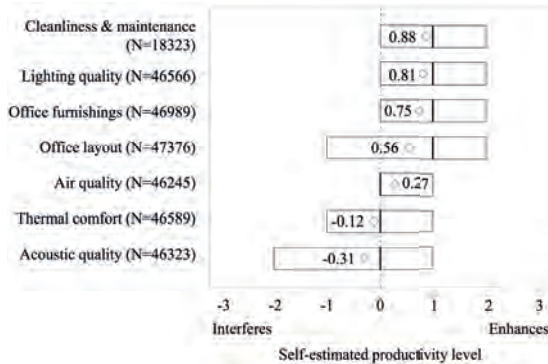 Cleanliness & maintenance
(N=18323)
0.88
Lighting quality (N=46566)
0.81
Office furnishings (N=46989)
0.75
Office layout (N=47376)
0.56
Air quality (N=46245)
0.27
Thermal comfort (N=46589)
-0.12
Acoustic quality (N=46323)
-0.31
-3 -2 -1 0 1 2 3
Interferes Enhances
Self-estimated productivity level